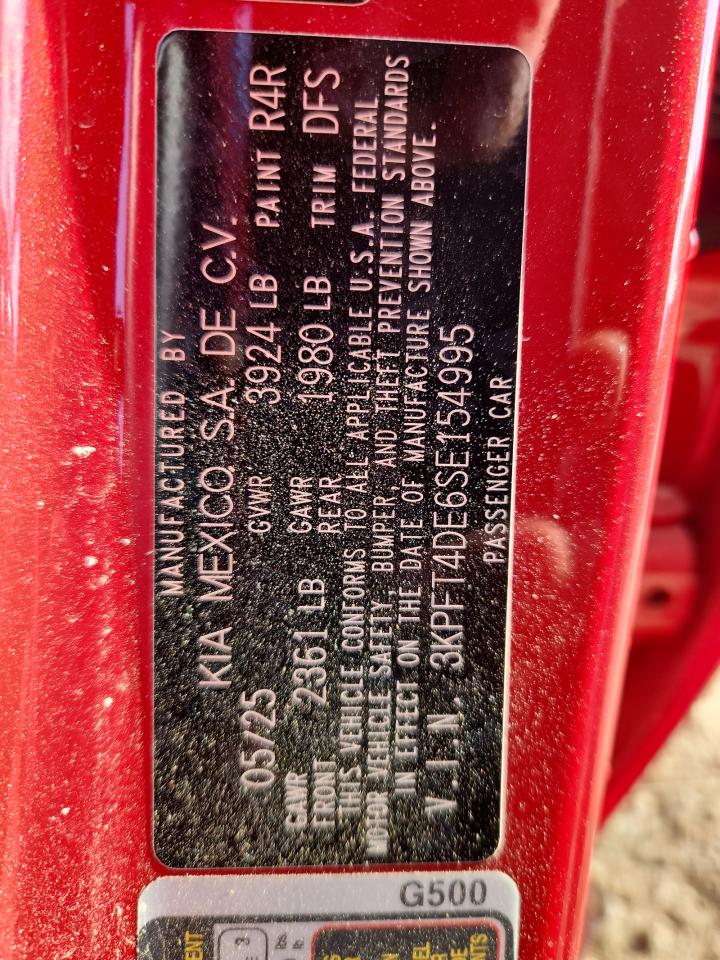 MANUFACTURED BY
KIA MEXICO, S.A. DE C.V.
05/25 GVWR 3924 LB PAINT R4R
GAWR FRONT 2361 LB GAWR REAR 1980 LB TRIM DFS
THIS VEHICLE CONFORMS TO ALL APPLICABLE U.S.A. FEDERAL
MOTOR VEHICLE SAFETY, BUMPER AND THEFT PREVENTION STANDARDS
IN EFFECT ON THE DATE OF MANUFACTURE SHOWN ABOVE.
V.I.N. 3KPFT4DE6SE154995
PASSENGER CAR
G500